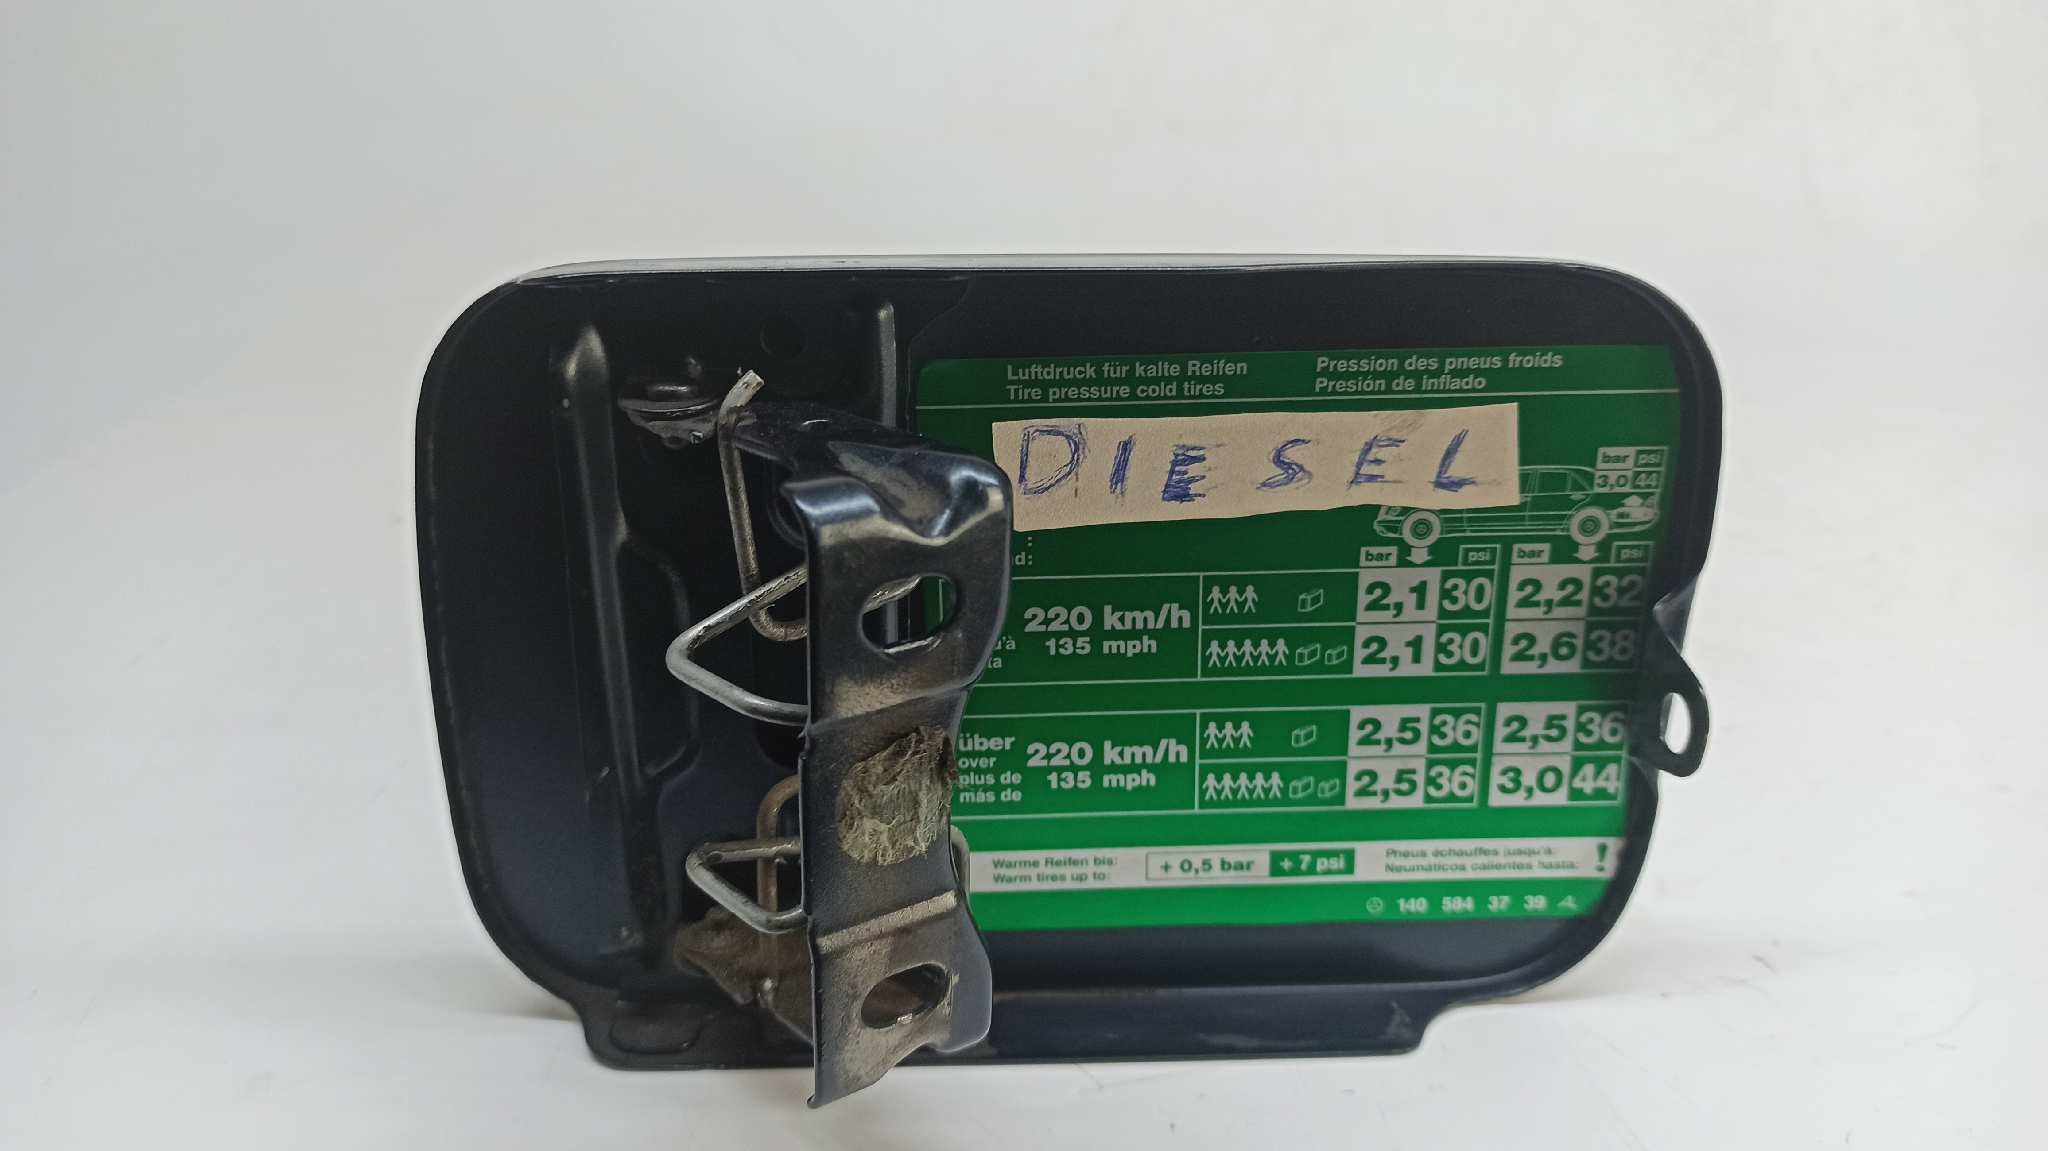 Luftdruck für kalte Reifen Pression des pneus froids
Tire pressure cold tires Presión de inflado
DIESEL
bar psi
3,0 44
:
nd:
bar psi bar psi
220 km/h 2,1 30 2,2 32
u'à 135 mph
ta 2,1 30 2,6 38
über 220 km/h 2,5 36 2,5 36
over
plus de 135 mph 2,5 36 3,0 44
más de
Warme Reifen bis: + 0,5 bar + 7 psi Pneus échauffes jusqu'à: !
Warm tires up to: Neumáticos calientes hasta:
140 584 37 39